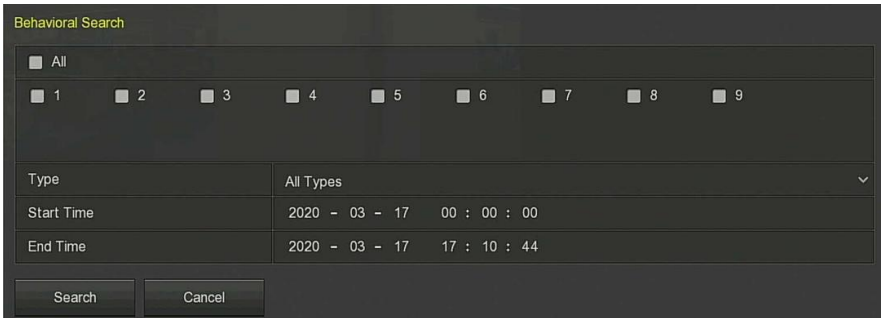 Behavioral Search
All
1 2 3 4 5 6 7 8 9
Type All Types
Start Time 2020 - 03 - 17 00 : 00 : 00
End Time 2020 - 03 - 17 17 : 10 : 44
Search Cancel